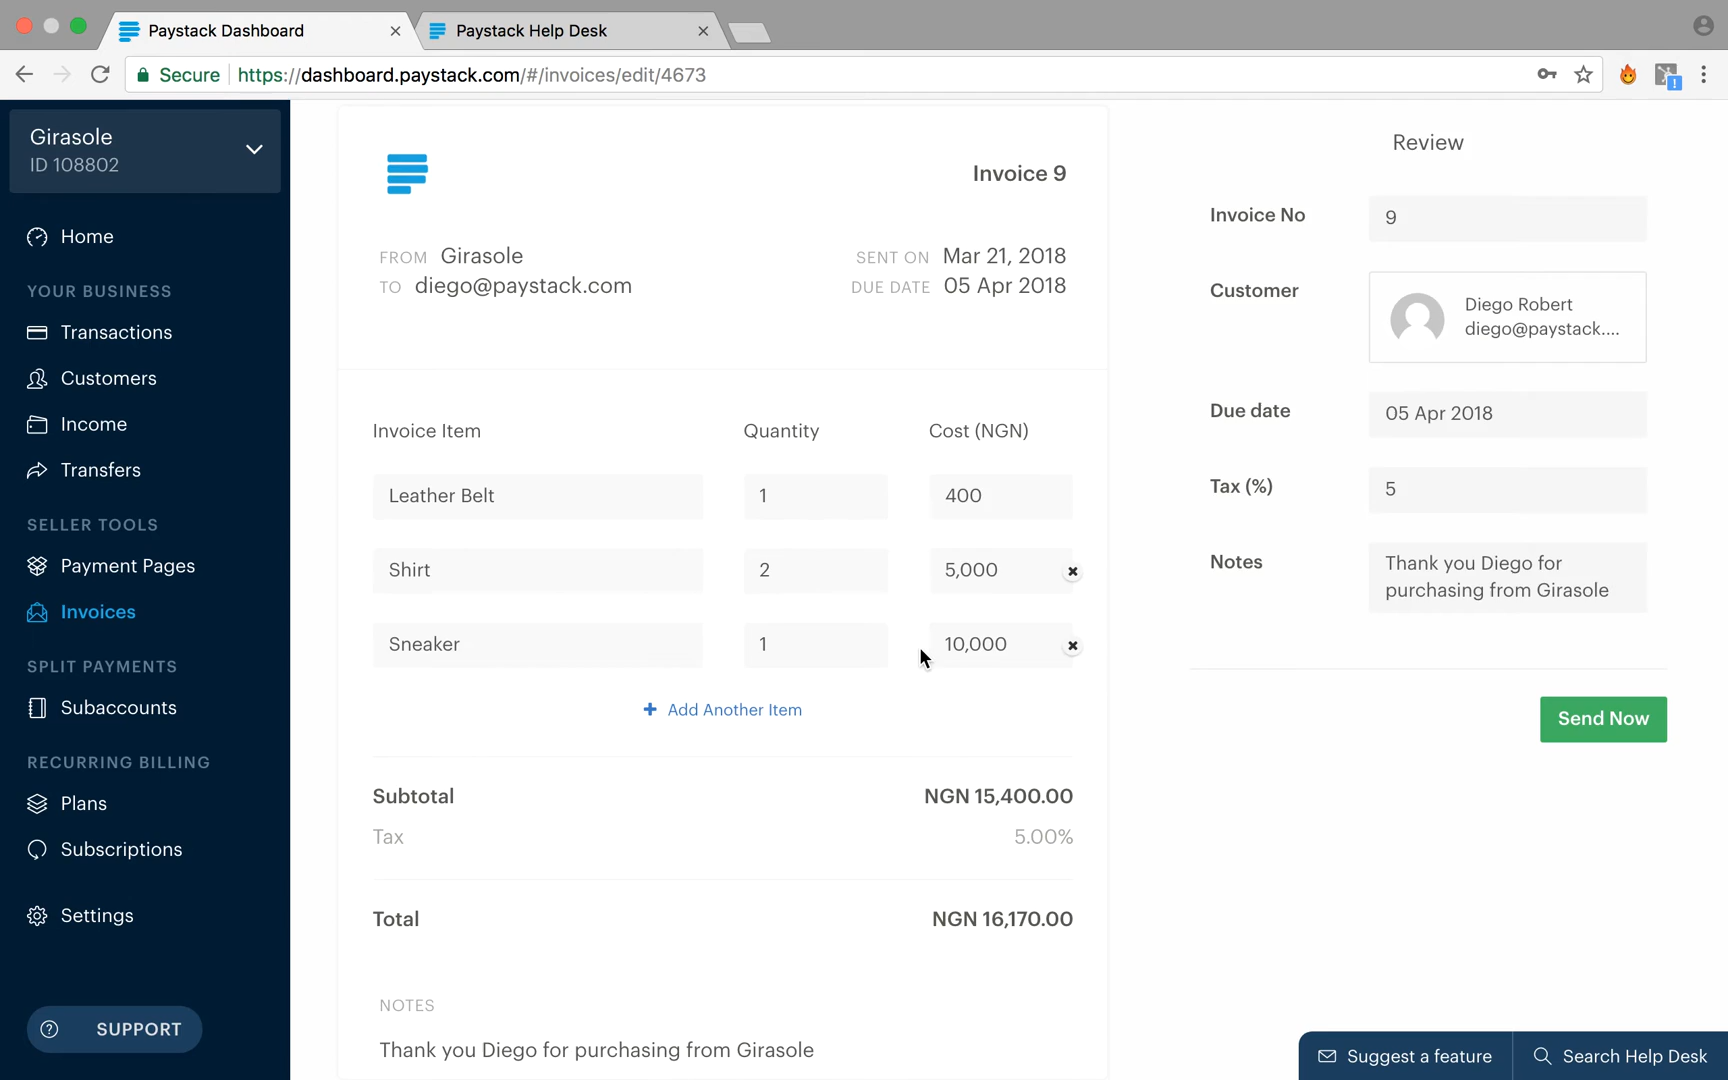 Paystack Dashboard
Paystack Help Desk
Secure
https://dashboard.paystack.com/#/invoices/edit/4673
Girasole
ID 108802
Home
YOUR BUSINESS
Transactions
Customers
Income
Transfers
SELLER TOOLS
Payment Pages
Invoices
SPLIT PAYMENTS
Subaccounts
RECURRING BILLING
Plans
Subscriptions
Settings
SUPPORT
Invoice 9
FROM Girasole
TO diego@paystack.com
SENT ON Mar 21, 2018
DUE DATE 05 Apr 2018
Invoice Item Quantity Cost (NGN)
Leather Belt 1 400
Shirt 2 5,000
Sneaker 1 10,000
+ Add Another Item
Subtotal NGN 15,400.00
Tax 5.00%
Total NGN 16,170.00
NOTES
Thank you Diego for purchasing from Girasole
Review
Invoice No 9
Customer
Diego Robert
diego@paystack....
Due date 05 Apr 2018
Tax (%) 5
Notes
Thank you Diego for
purchasing from Girasole
Send Now
Suggest a feature
Search Help Desk